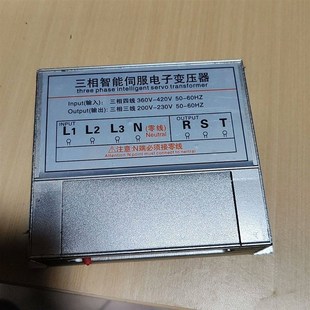 三相智能伺服电子变压器
three phase intelligent servo transformer
Input(输入): 三相四线 380V-420V 50-60HZ
Output(输出): 三相三线 200V-230V 50-60HZ
INPUT OUTPUT
L1 L2 L3 N (零线) Neutral R S T
⚠注意:N端必须接零线